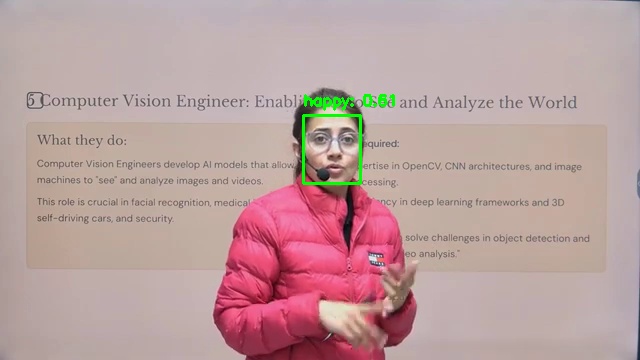 happy: 0.61
5 Computer Vision Engineer: and Analyze the World
What they do:
Computer Vision Engineers develop AI models that allow
machines to "see" and analyze images and videos.
This role is crucial in facial recognition,
self-driving cars, and security.
equired:
ertise in OpenCV, CNN architectures, and image
cessing.
ency in deep learning frameworks and 3D
solve challenges in object detection and
eo analysis."